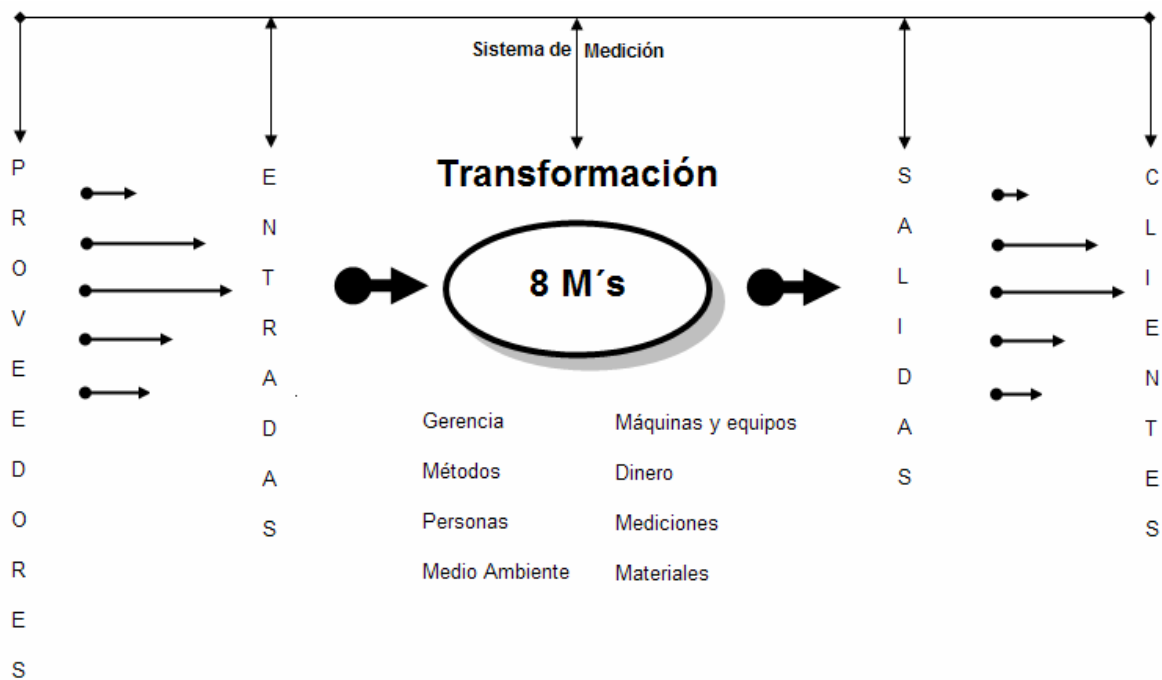 Sistema de Medición
PROVEEDORES
ENTRADAS
Transformación
8 M´s
Gerencia
Métodos
Personas
Medio Ambiente
Máquinas y equipos
Dinero
Mediciones
Materiales
SALIDAS
CLIENTES